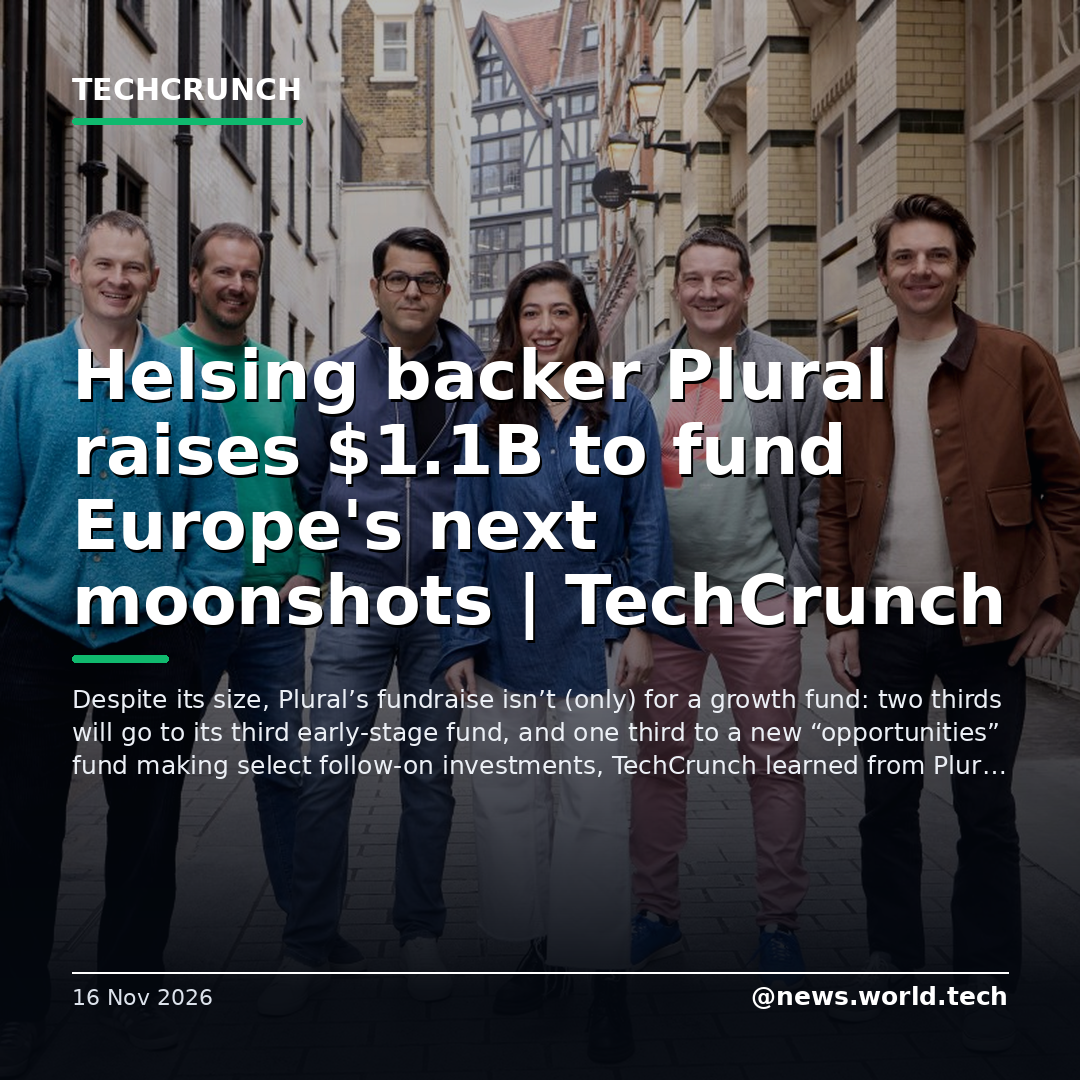 TECHCRUNCH
Helsing backer Plural
raises $1.1B to fund
Europe's next
moonshots | TechCrunch
Despite its size, Plural’s fundraise isn’t (only) for a growth fund: two thirds
will go to its third early-stage fund, and one third to a new “opportunities”
fund making select follow-on investments, TechCrunch learned from Plur…
16 Nov 2026
@news.world.tech